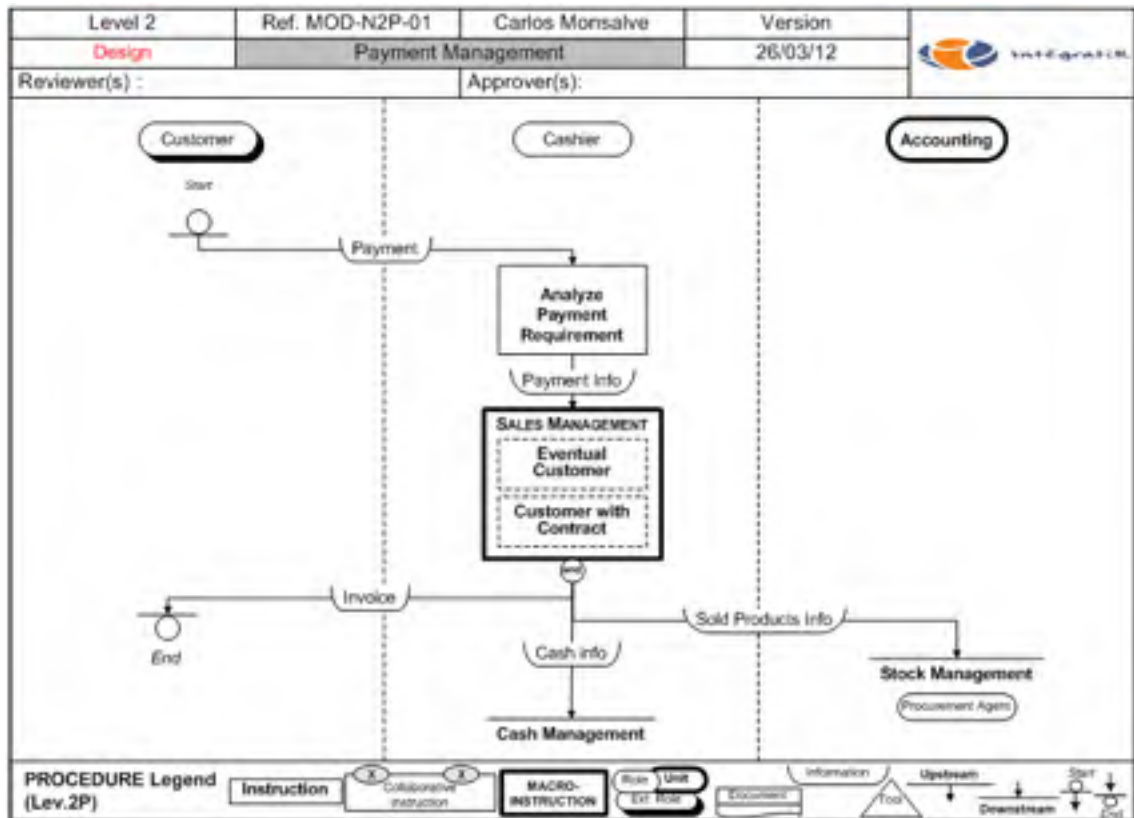 Level 2 Ref. MOD-N2P-01 Carlos Monsalve Version
Design Payment Management 26/03/12
Reviewer(s) : Approver(s):
Customer Cashier Accounting
Start
Payment
Analyze
Payment
Requirement
Payment Info
SALES MANAGEMENT
Eventual
Customer
Customer with
Contract
and
Invoice
Sold Products Info
End
Cash info
Stock Management
Procurement Agent
Cash Management
PROCEDURE Legend
(Lev.2P)
Instruction
X X
Collaborative
instruction
MACRO-
INSTRUCTION
Role Unit
Ext. Role
Document
Information
Tool
Upstream
Downstream
Start
End